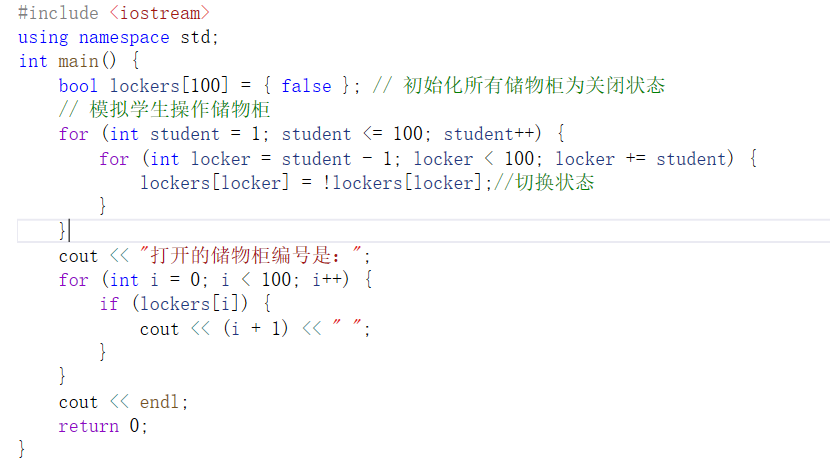 #include <iostream>
using namespace std;
int main() {
    bool lockers[100] = { false }; // 初始化所有储物柜为关闭状态
    // 模拟学生操作储物柜
    for (int student = 1; student <= 100; student++) {
        for (int locker = student - 1; locker < 100; locker += student) {
            lockers[locker] = !lockers[locker];//切换状态
        }
    }
    cout << "打开的储物柜编号是：";
    for (int i = 0; i < 100; i++) {
        if (lockers[i]) {
            cout << (i + 1) << " ";
        }
    }
    cout << endl;
    return 0;
}